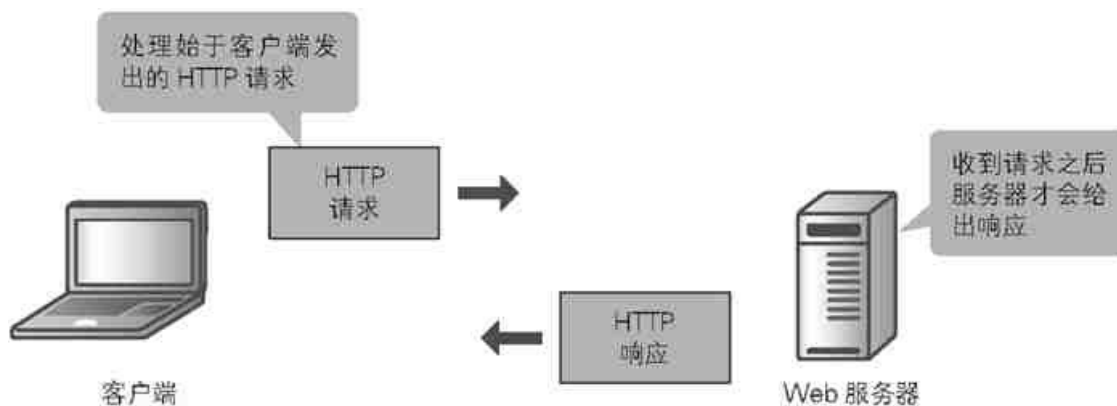 处理始于客户端发
出的 HTTP 请求
HTTP
请求
收到请求之后
服务器才会给
出响应
HTTP
响应
客户端
Web 服务器